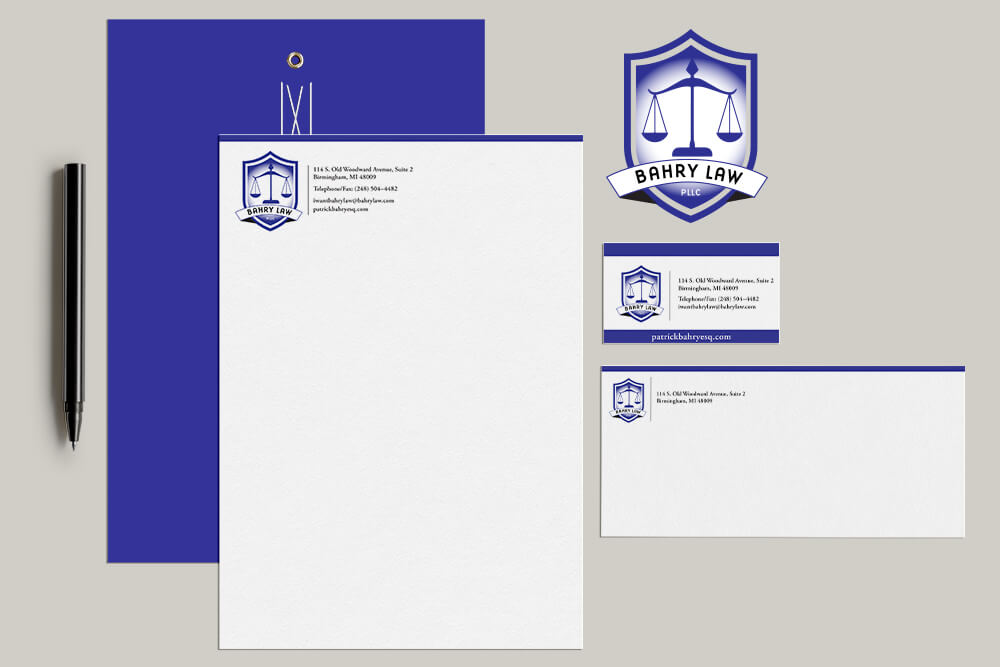 114 S. Old Woodward Avenue, Suite 2
Birmingham, MI 48009
Telephone/Fax: (248) 504–4482
iwantbahrylaw@bahrylaw.com
patrickbahryesq.com
BAHRY LAW
PLLC
BAHRY LAW
PLLC
114 S. Old Woodward Avenue, Suite 2
Birmingham, MI 48009
Telephone/Fax: (248) 504–4482
iwantbahrylaw@bahrylaw.com
BAHRY LAW
patrickbahryesq.com
114 S. Old Woodward Avenue, Suite 2
Birmingham, MI 48009
BAHRY LAW